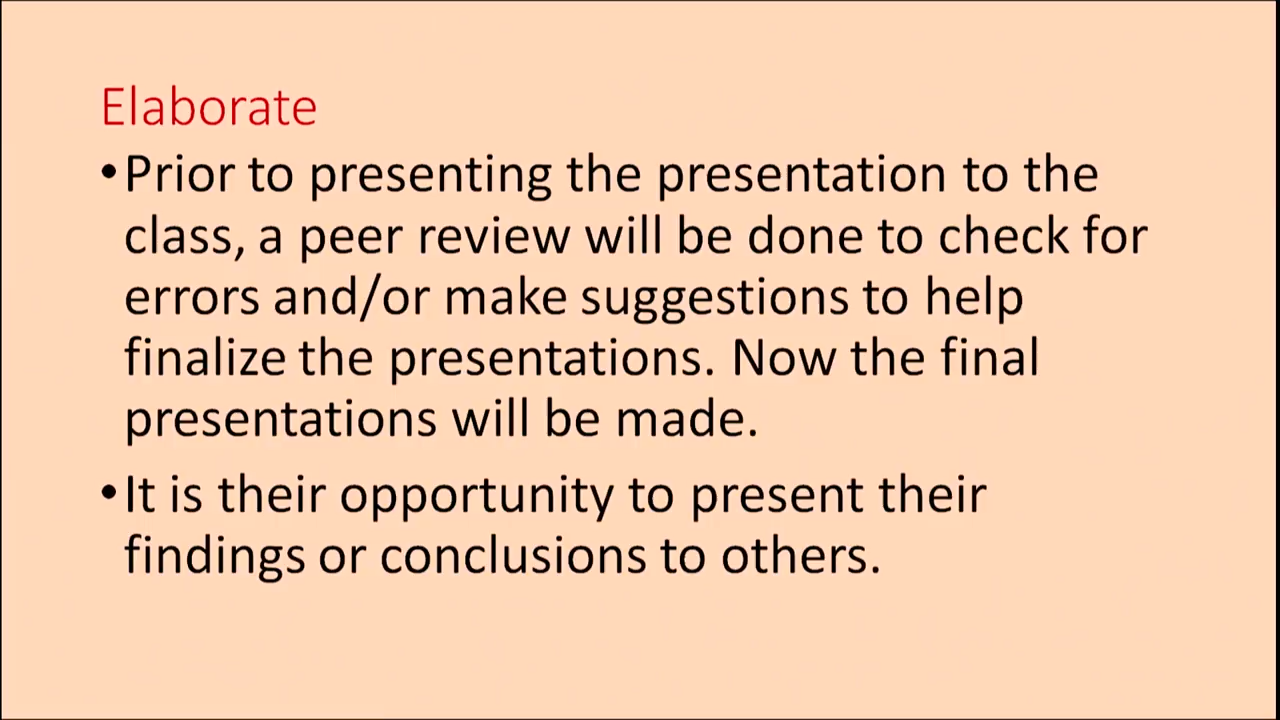 Elaborate
•Prior to presenting the presentation to the
class, a peer review will be done to check for
errors and/or make suggestions to help
finalize the presentations. Now the final
presentations will be made.
•It is their opportunity to present their
findings or conclusions to others.